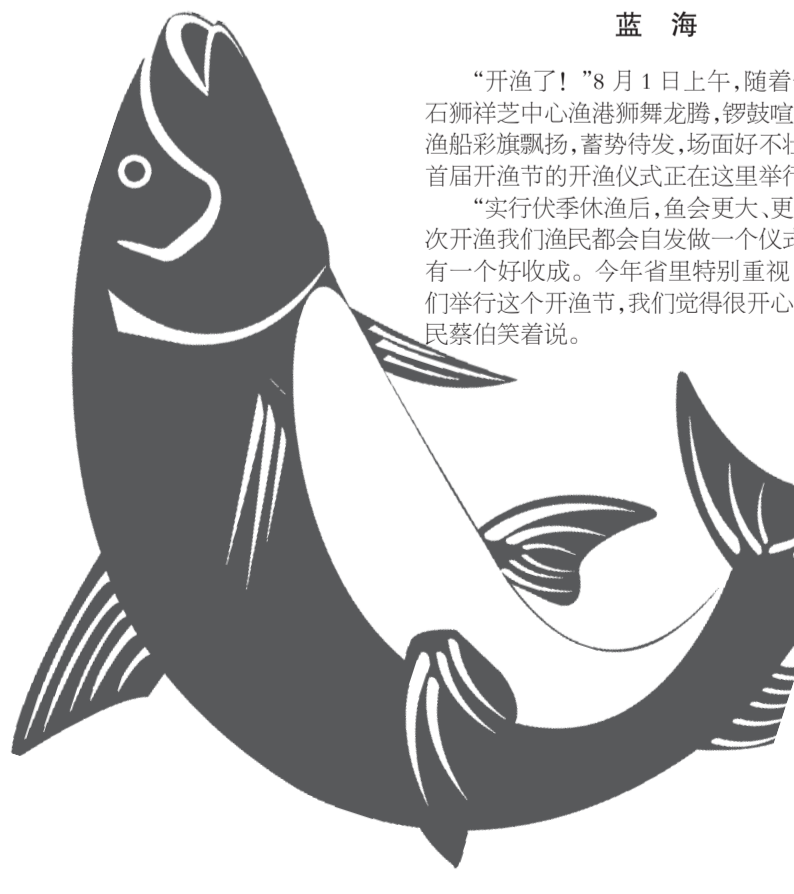 蓝 海
“开渔了！”8 月 1 日上午，随着
石狮祥芝中心渔港狮舞龙腾，锣鼓喧
渔船彩旗飘扬，蓄势待发，场面好不
首届开渔节的开渔仪式正在这里举行
“实行伏季休渔后，鱼会更大、更
次开渔我们渔民都会自发做一个仪式
有一个好收成。今年省里特别重视
们举行这个开渔节，我们觉得很开心
民蔡伯笑着说。